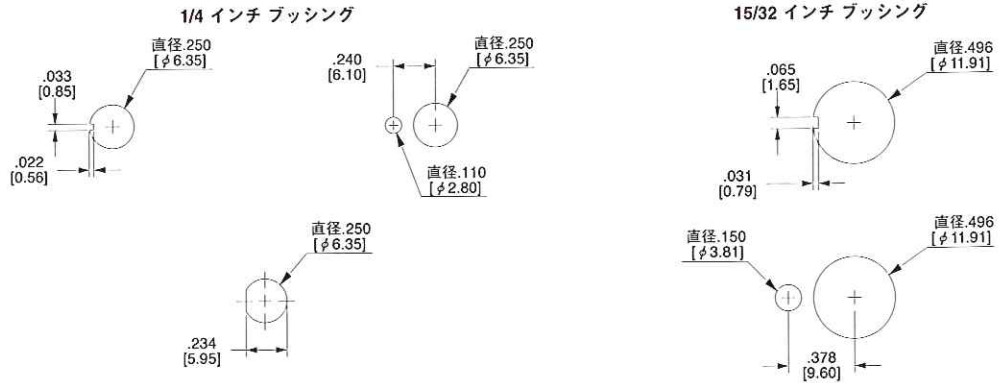 1/4 インチ ブッシング
15/32 インチ ブッシング
直径.250
[φ6.35]
.033
[0.85]
.022
[0.56]
.240
[6.10]
直径.250
[φ6.35]
直径.110
[φ2.80]
直径.250
[φ6.35]
.234
[5.95]
直径.496
[φ11.91]
.065
[1.65]
.031
[0.79]
直径.150
[φ3.81]
直径.496
[φ11.91]
.378
[9.60]